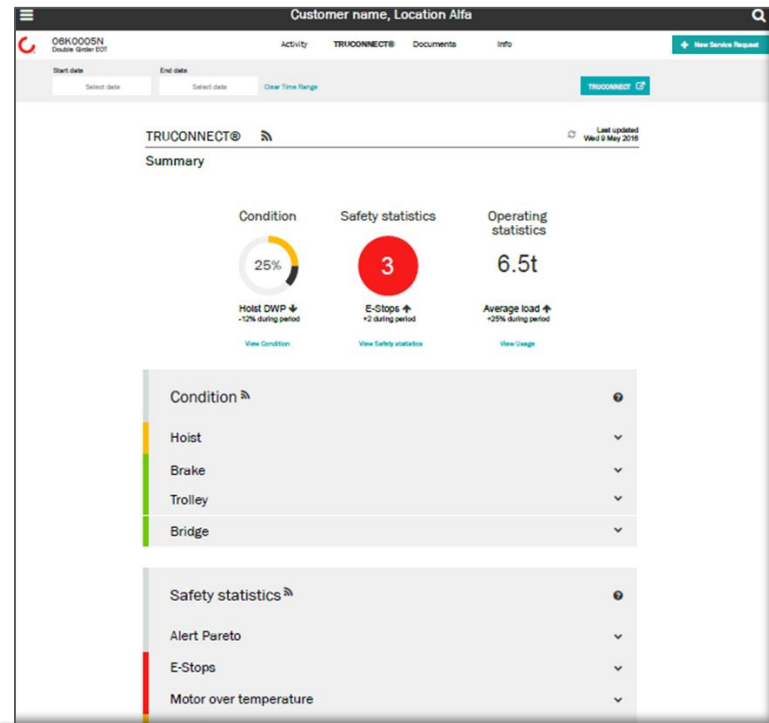 Customer name, Location Alfa
06K0005N
Double Girder EOT
Activity TRUCONNECT® Documents Info
New Service Request
Start date End date
Select date Select date Clear Time Range
TRUCONNECT
TRUCONNECT®
Last updated
Wed 9 May 2016
Summary
Condition Safety statistics Operating statistics
25% 3 6.5t
Hoist DWP E-Stops Average load
-12% during period +2 during period +25% during period
View Condition View Safety statistics View Usage
Condition
Hoist
Brake
Trolley
Bridge
Safety statistics
Alert Pareto
E-Stops
Motor over temperature